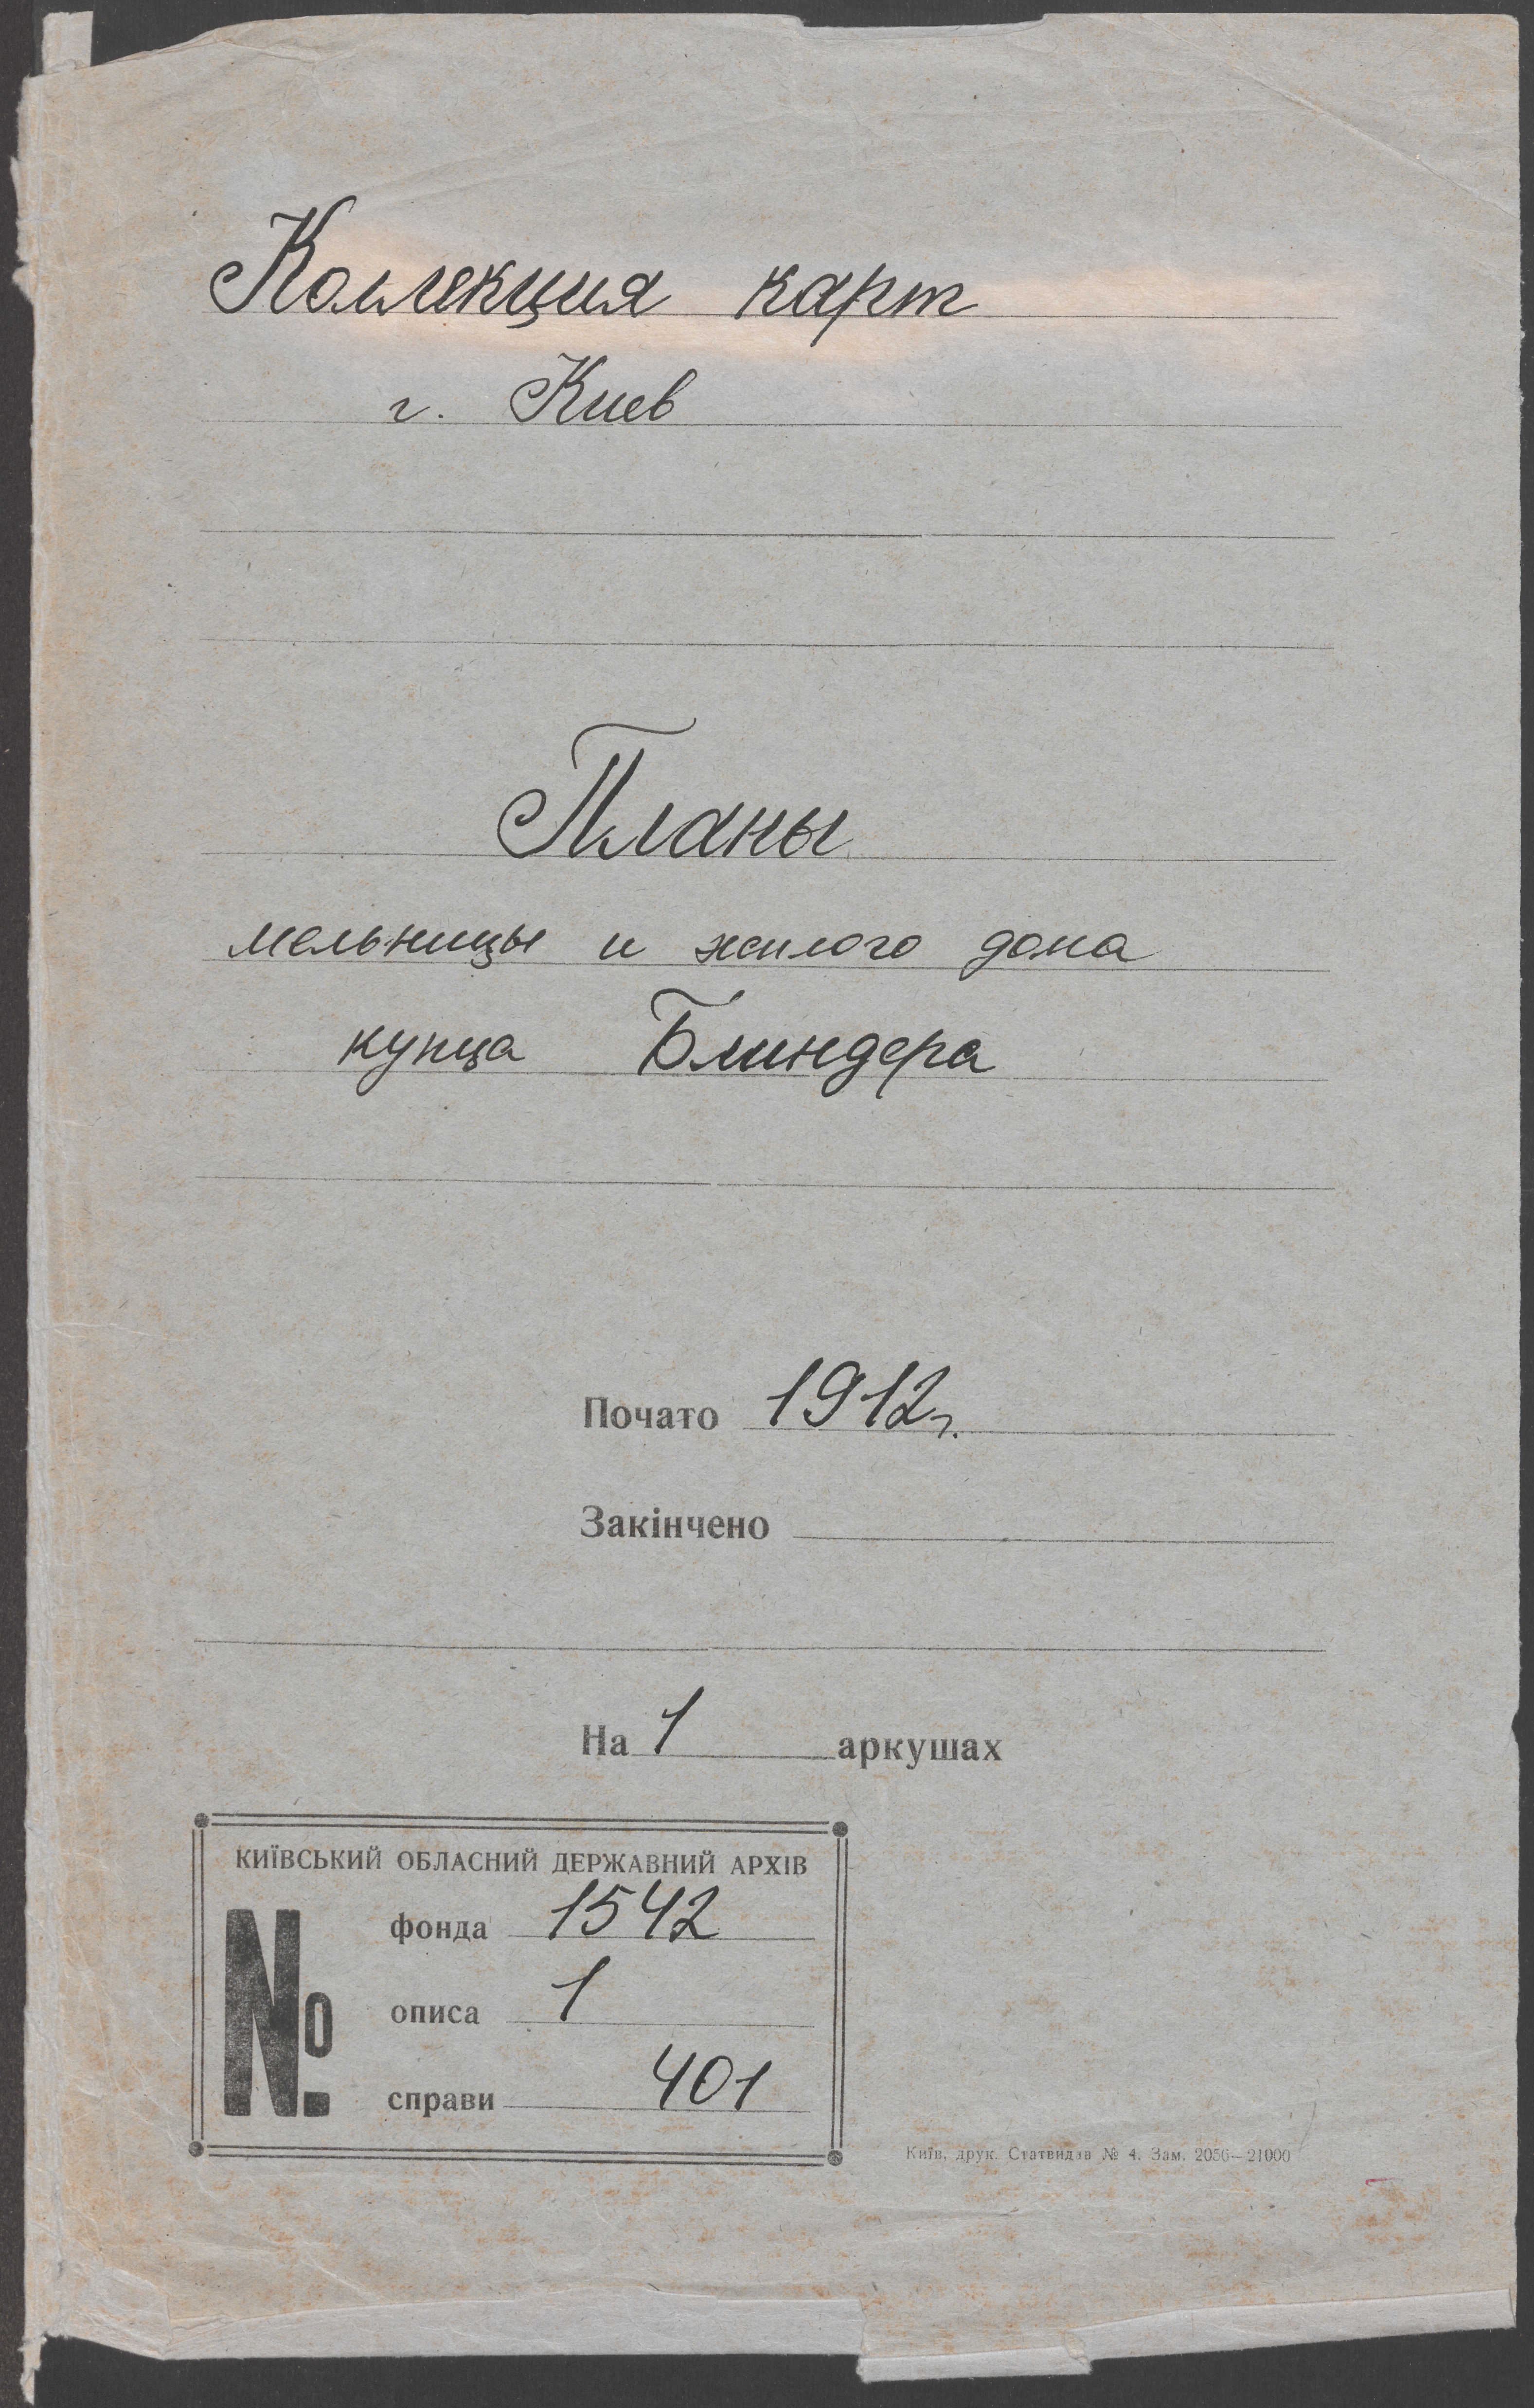 Коллекция карт
г. Киев
Планы
мельницы и жилого дома
купца Блиндера
Почато 1912г.
Закінчено
На 1 аркушах
КИЇВСЬКИЙ ОБЛАСНИЙ ДЕРЖАВНИЙ АРХІВ
№
фонда 1542
описа 1
справи 401
Київ, друк. Статвидав № 4. Зам. 2056—21000